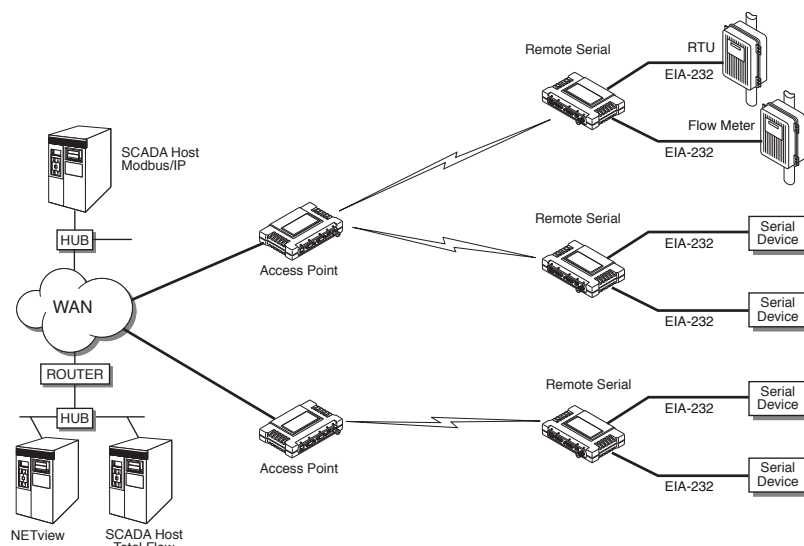 RTU
Remote Serial
EIA-232
Flow Meter
EIA-232
SCADA Host
Modbus/IP
HUB
Access Point
Remote Serial
EIA-232
Serial
Device
EIA-232
Serial
Device
WAN
ROUTER
HUB
Access Point
Remote Serial
EIA-232
Serial
Device
EIA-232
Serial
Device
NETview
SCADA Host
Total Flow